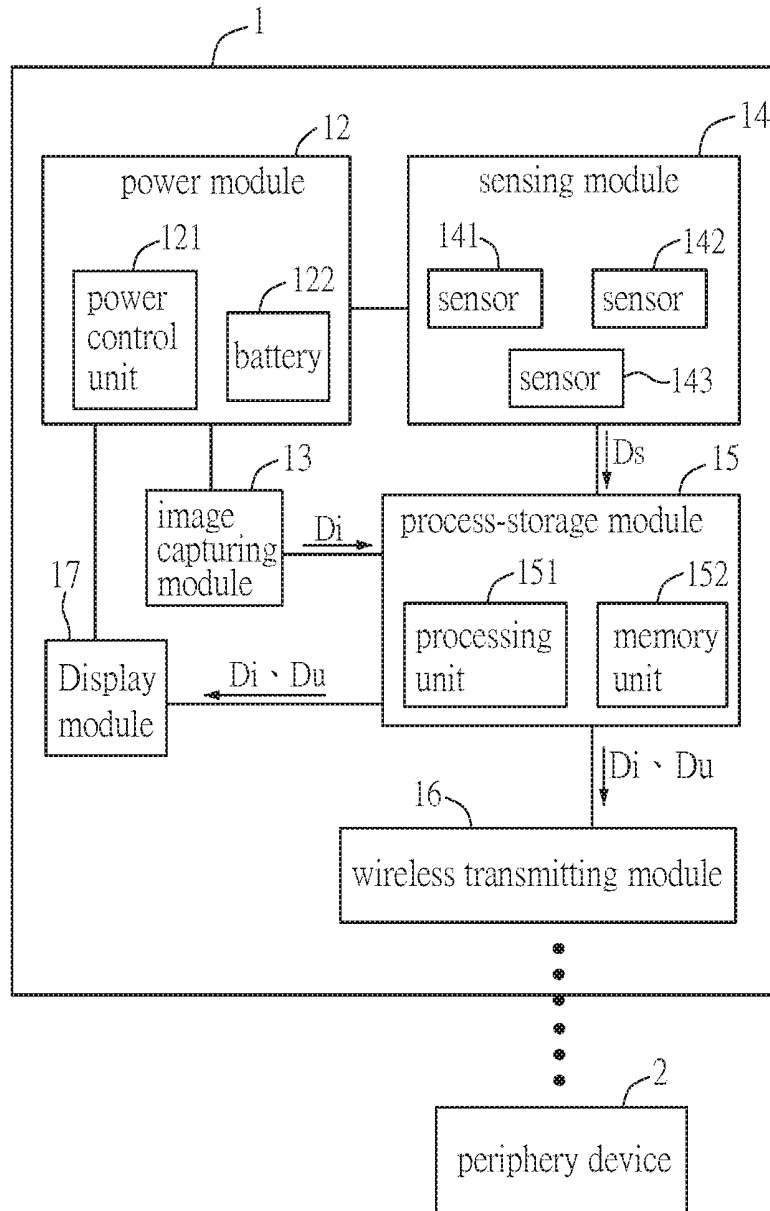 1
12
14
power module
sensing module
121
122
141
142
power
control
unit
battery
sensor
sensor
sensor
143
13
Ds
15
image
capturing
module
Di
process-storage module
151
152
17
processing
unit
memory
unit
Display
module
Di、Du
Di、Du
16
wireless transmitting module
2
periphery device